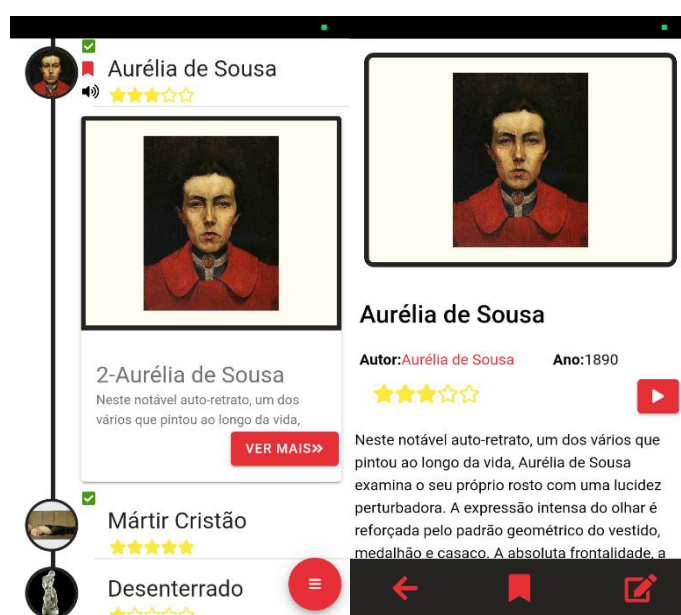 Aurélia de Sousa
2-Aurélia de Sousa
Neste notável auto-retrato, um dos
vários que pintou ao longo da vida,
VER MAIS»
Mártir Cristão
Desenterrado
Aurélia de Sousa
Autor:Aurélia de Sousa Ano:1890
Neste notável auto-retrato, um dos vários que
pintou ao longo da vida, Aurélia de Sousa
examina o seu próprio rosto com uma lucidez
perturbadora. A expressão intensa do olhar é
reforçada pelo padrão geométrico do vestido,
medalhão e casaco. A absoluta frontalidade, a